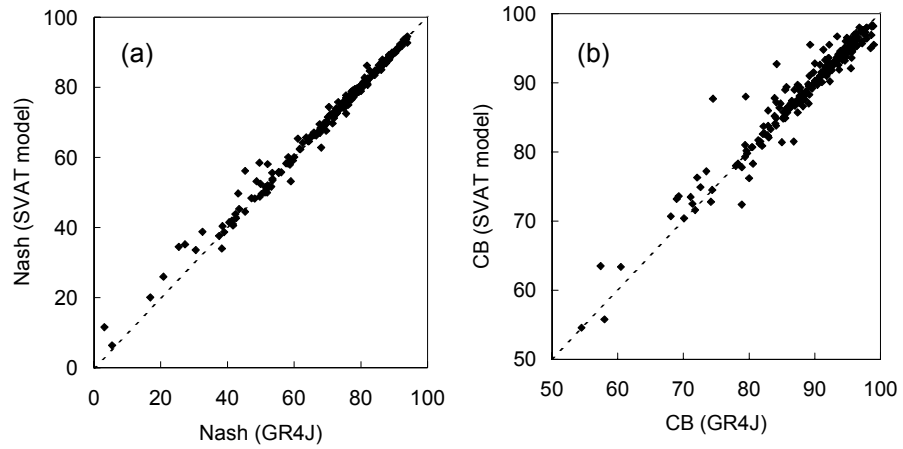 (a)
Nash (SVAT model)
100
80
60
40
20
0
0 20 40 60 80 100
Nash (GR4J)
(b)
CB (SVAT model)
100
90
80
70
60
50
50 60 70 80 90 100
CB (GR4J)